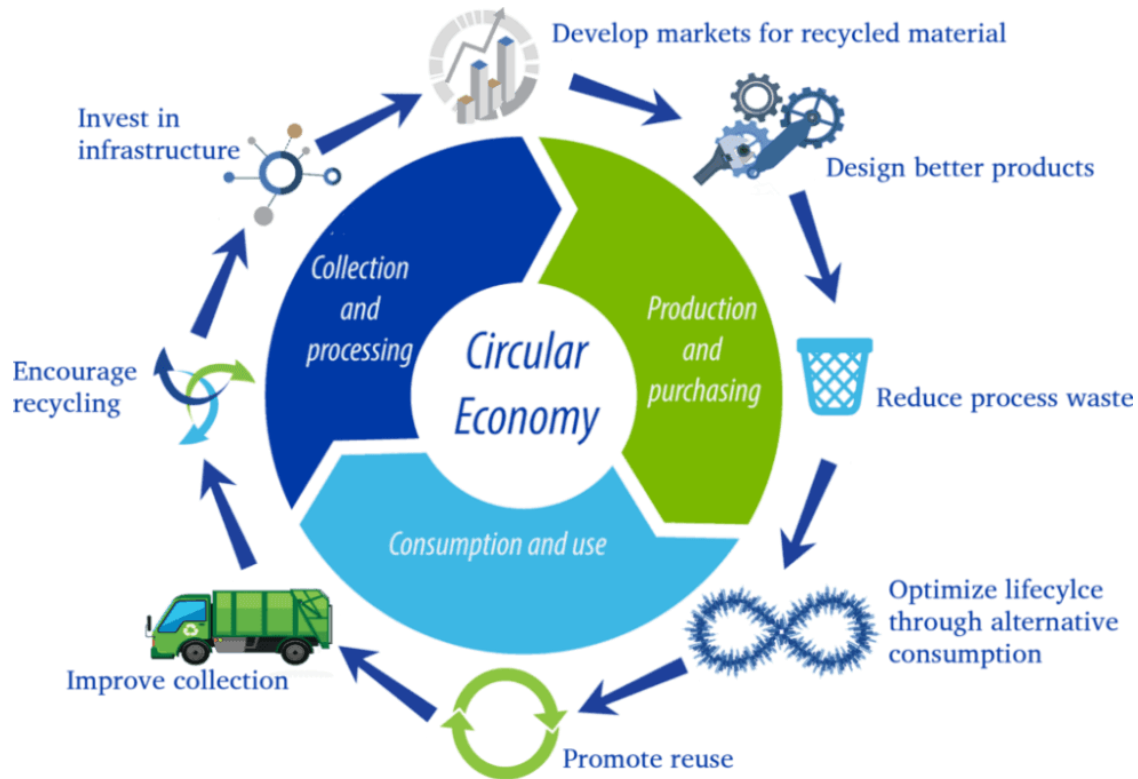 Develop markets for recycled material
Invest in
infrastructure
Design better products
Collection
and
processing
Production
and
purchasing
Circular
Economy
Encourage
recycling
Reduce process waste
Consumption and use
Optimize lifecylce
through alternative
consumption
Improve collection
Promote reuse